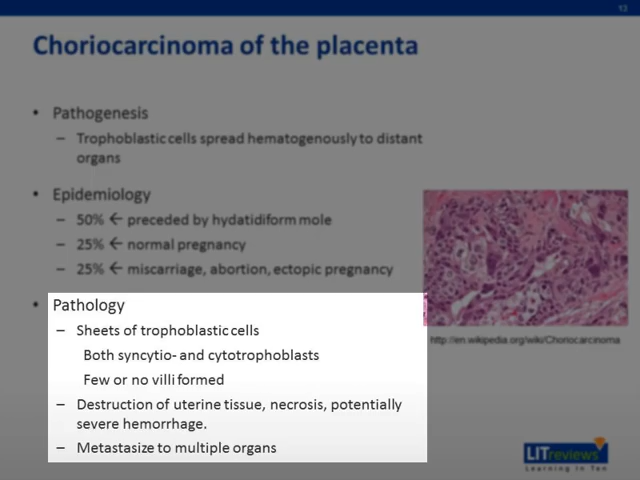 13
Choriocarcinoma of the placenta
• Pathogenesis
– Trophoblastic cells spread hematogenously to distant
organs
• Epidemiology
– 50% ← preceded by hydatidiform mole
– 25% ← normal pregnancy
– 25% ← miscarriage, abortion, ectopic pregnancy
• Pathology
– Sheets of trophoblastic cells
Both syncytio- and cytotrophoblasts
Few or no villi formed
– Destruction of uterine tissue, necrosis, potentially
severe hemorrhage.
– Metastasize to multiple organs
http://en.wikipedia.org/wiki/Choriocarcinoma
LITreviews
Learning In Ten